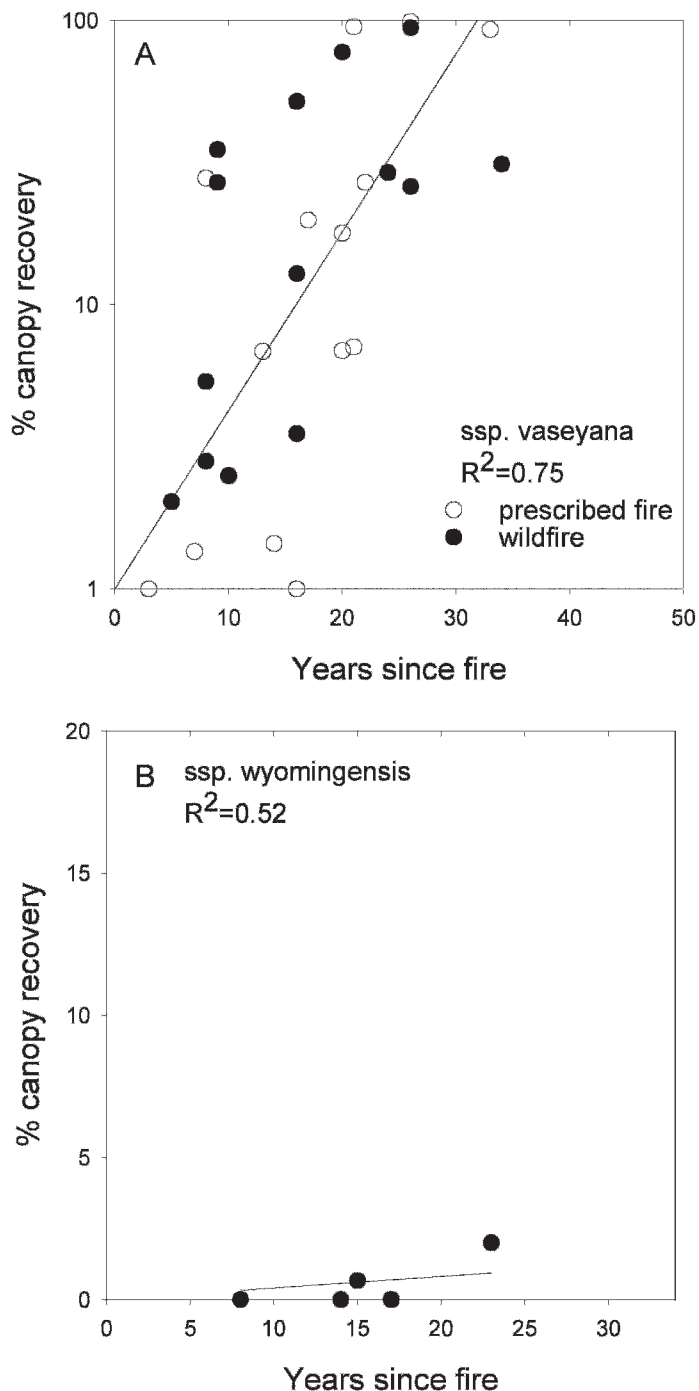 100
A
% canopy recovery
10
ssp. vaseyana
R²=0.75
prescribed fire
wildfire
1
0 10 20 30 40 50
Years since fire
20
B ssp. wyomingensis
R²=0.52
15
% canopy recovery
10
5
0
0 5 10 15 20 25 30
Years since fire